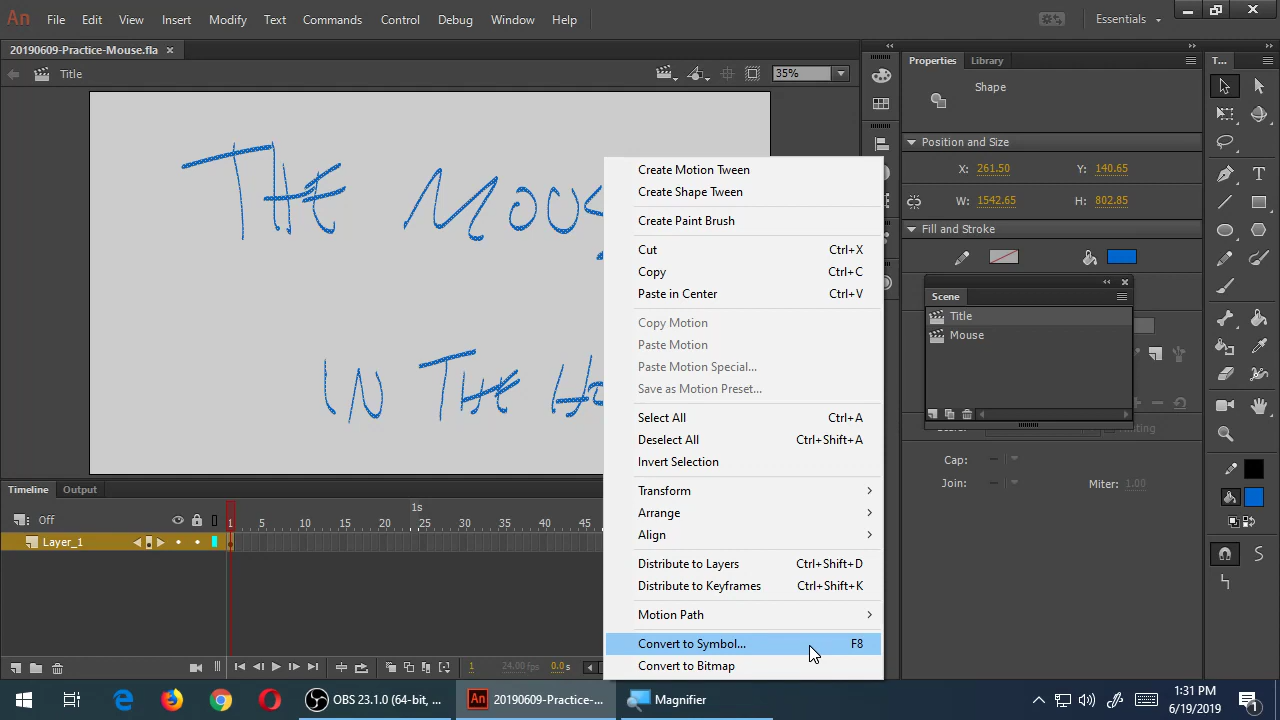 An File Edit View Insert Modify Text Commands Control Debug Window Help Essentials
20190609-Practice-Mouse.fla ×
Title 35%
THE MOUS
IN THE HO
Create Motion Tween
Create Shape Tween
Create Paint Brush
Cut Ctrl+X
Copy Ctrl+C
Paste in Center Ctrl+V
Copy Motion
Paste Motion
Paste Motion Special...
Save as Motion Preset...
Select All Ctrl+A
Deselect All Ctrl+Shift+A
Invert Selection
Transform
Arrange
Align
Distribute to Layers Ctrl+Shift+D
Distribute to Keyframes Ctrl+Shift+K
Motion Path
Convert to Symbol... F8
Convert to Bitmap
Properties Library
Shape
Position and Size
X: 261.50 Y: 140.65
W: 1542.65 H: 802.85
Fill and Stroke
Scene
Title
Mouse
Cap:
Join: Miter: 1.00
T...
Timeline Output
Off 1s
1 5 10 15 20 25 30 35 40 45
Layer_1
1 24.00 fps 0.0 s
OBS 23.1.0 (64-bit, ... An 20190609-Practice-... Magnifier
1:31 PM
6/19/2019
1